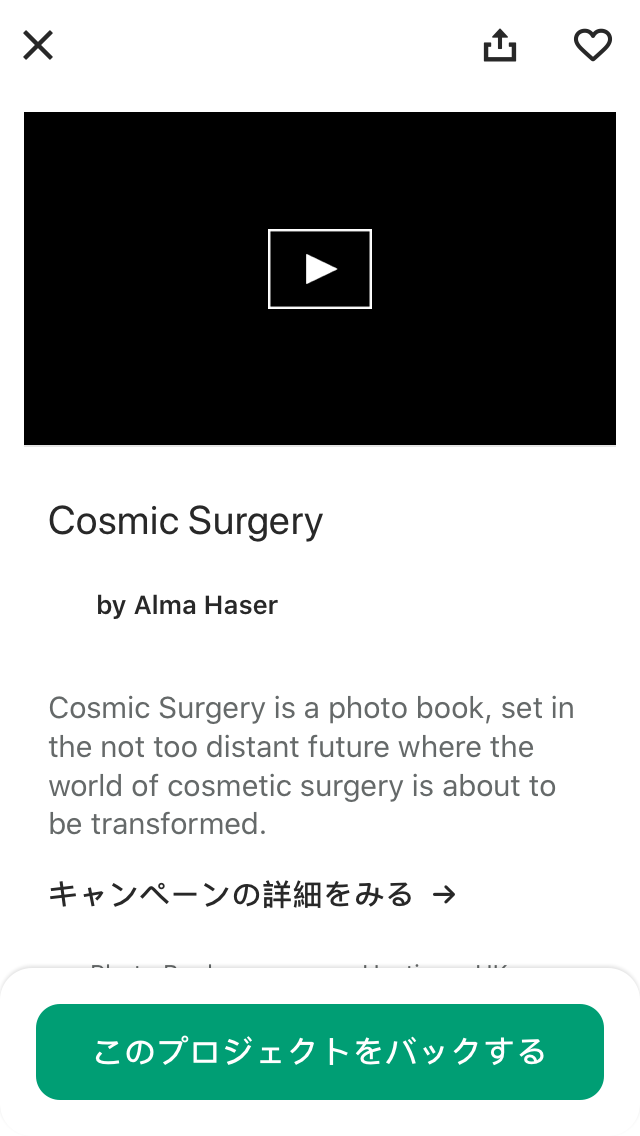 Cosmic Surgery
by Alma Haser
Cosmic Surgery is a photo book, set in
the not too distant future where the
world of cosmetic surgery is about to
be transformed.
キャンペーンの詳細をみる →
このプロジェクトをバックする